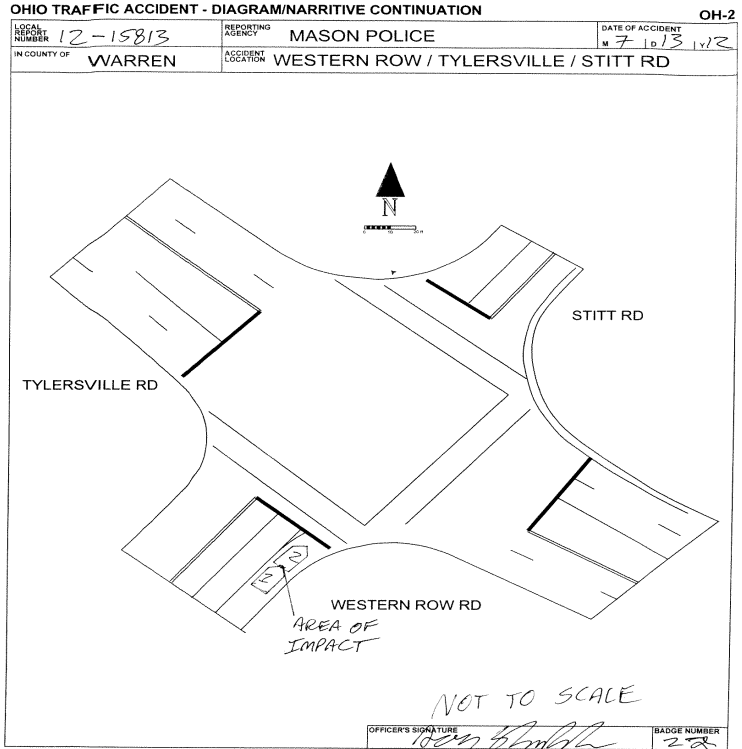 OHIO TRAFFIC ACCIDENT - DIAGRAM/NARRITIVE CONTINUATION
OH-2
LOCAL REPORT NUMBER 12-15813
REPORTING AGENCY MASON POLICE
DATE OF ACCIDENT M 7 D 13 Y 12
IN COUNTY OF WARREN
ACCIDENT LOCATION WESTERN ROW / TYLERSVILLE / STITT RD
N
STITT RD
TYLERSVILLE RD
2
WESTERN ROW RD
AREA OF
IMPACT
NOT TO SCALE
OFFICER'S SIGNATURE
BADGE NUMBER